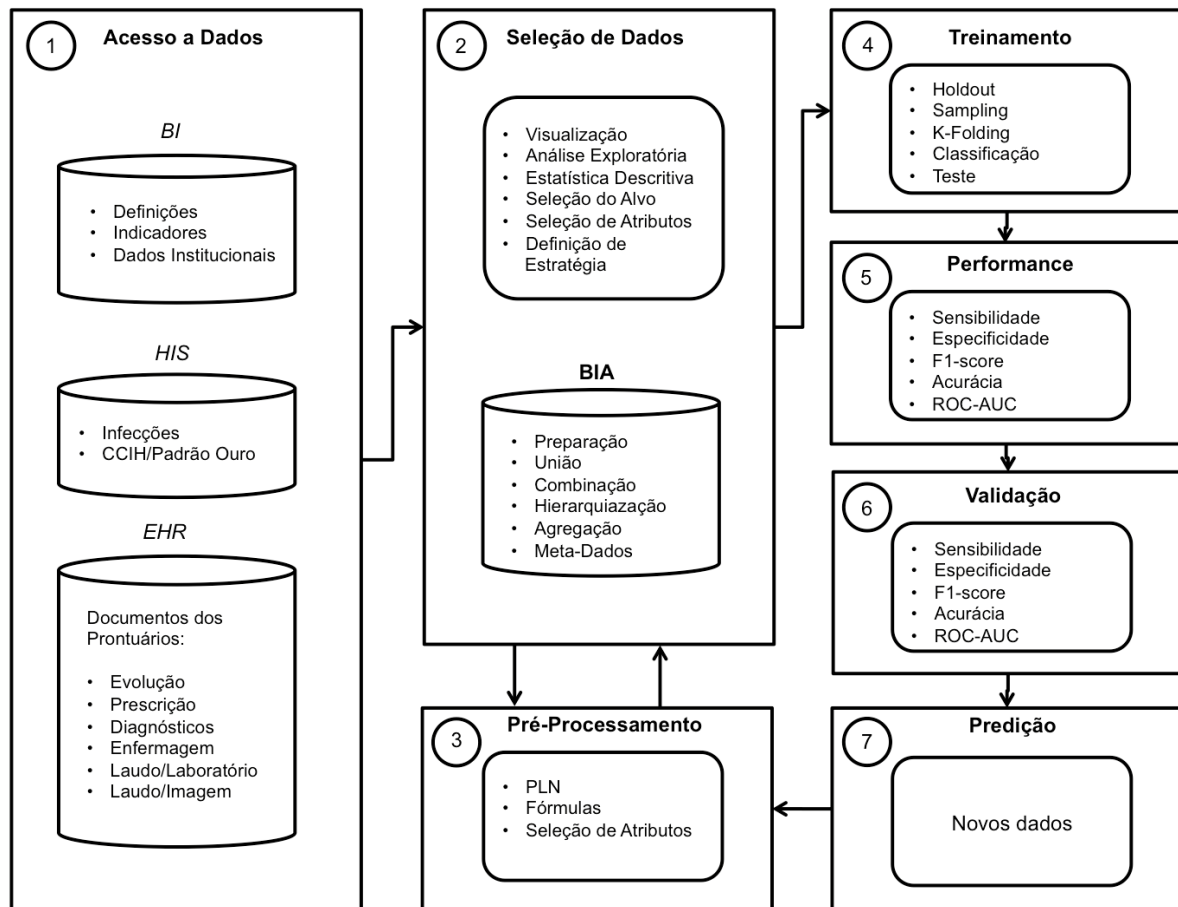 1
Acesso a Dados
BI
• Definições
• Indicadores
• Dados Institucionais
HIS
• Infecções
• CCIH/Padrão Ouro
EHR
Documentos dos
Prontuários:
• Evolução
• Prescrição
• Diagnósticos
• Enfermagem
• Laudo/Laboratório
• Laudo/Imagem
2
Seleção de Dados
• Visualização
• Análise Exploratória
• Estatística Descritiva
• Seleção do Alvo
• Seleção de Atributos
• Definição de
Estratégia
BIA
• Preparação
• União
• Combinação
• Hierarquiazação
• Agregação
• Meta-Dados
3
Pré-Processamento
• PLN
• Fórmulas
• Seleção de Atributos
4
Treinamento
• Holdout
• Sampling
• K-Folding
• Classificação
• Teste
5
Performance
• Sensibilidade
• Especificidade
• F1-score
• Acurácia
• ROC-AUC
6
Validação
• Sensibilidade
• Especificidade
• F1-score
• Acurácia
• ROC-AUC
7
Predição
Novos dados